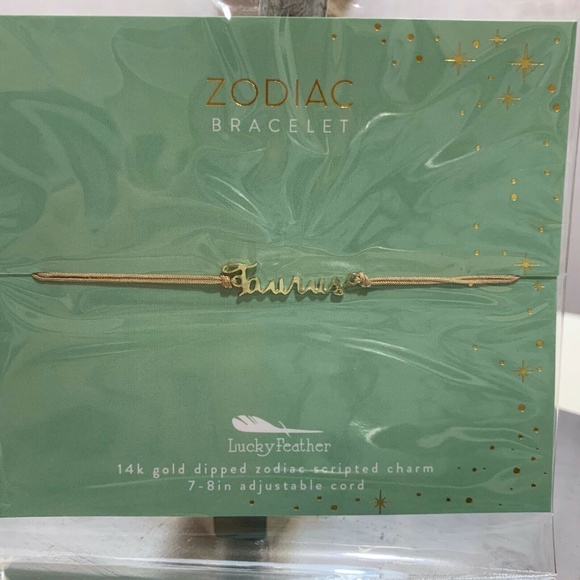 ZODIAC
BRACELET
Taurus
LuckyFeather
14k gold dipped zodiac scripted charm
7-8in adjustable cord